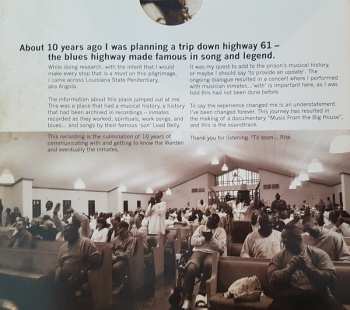 About 10 years ago I was planning a trip down highway 61 –
the blues highway made famous in song and legend.
While doing research, with the intent that I would
make every stop that is a must on this pilgrimage,
I came across Louisiana State Penitentiary,
aka Angola.
The information about this place jumped out at me.
This was a place that had a musical history, a history
that had been archived in recordings - inmates
recorded as they worked, spirituals, work songs, and
blues... and songs by their famous 'son' Lead Belly.
This recording is the culmination of 10 years of
communicating with and getting to know the Warden
and eventually the inmates.
It was my quest to add to the prison's musical history,
or maybe I should say 'to provide an update'. The
ongoing dialogue resulted in a concert where I performed
with musician inmates... 'with' is important here, as I was
told this had not been done before.
To say the experience changed me is an understatement.
I've been changed forever. This journey resulted in
the making of a documentary "Music From the Big House",
and this is the soundtrack.
Thank you for listening. 'Til soon... Rita